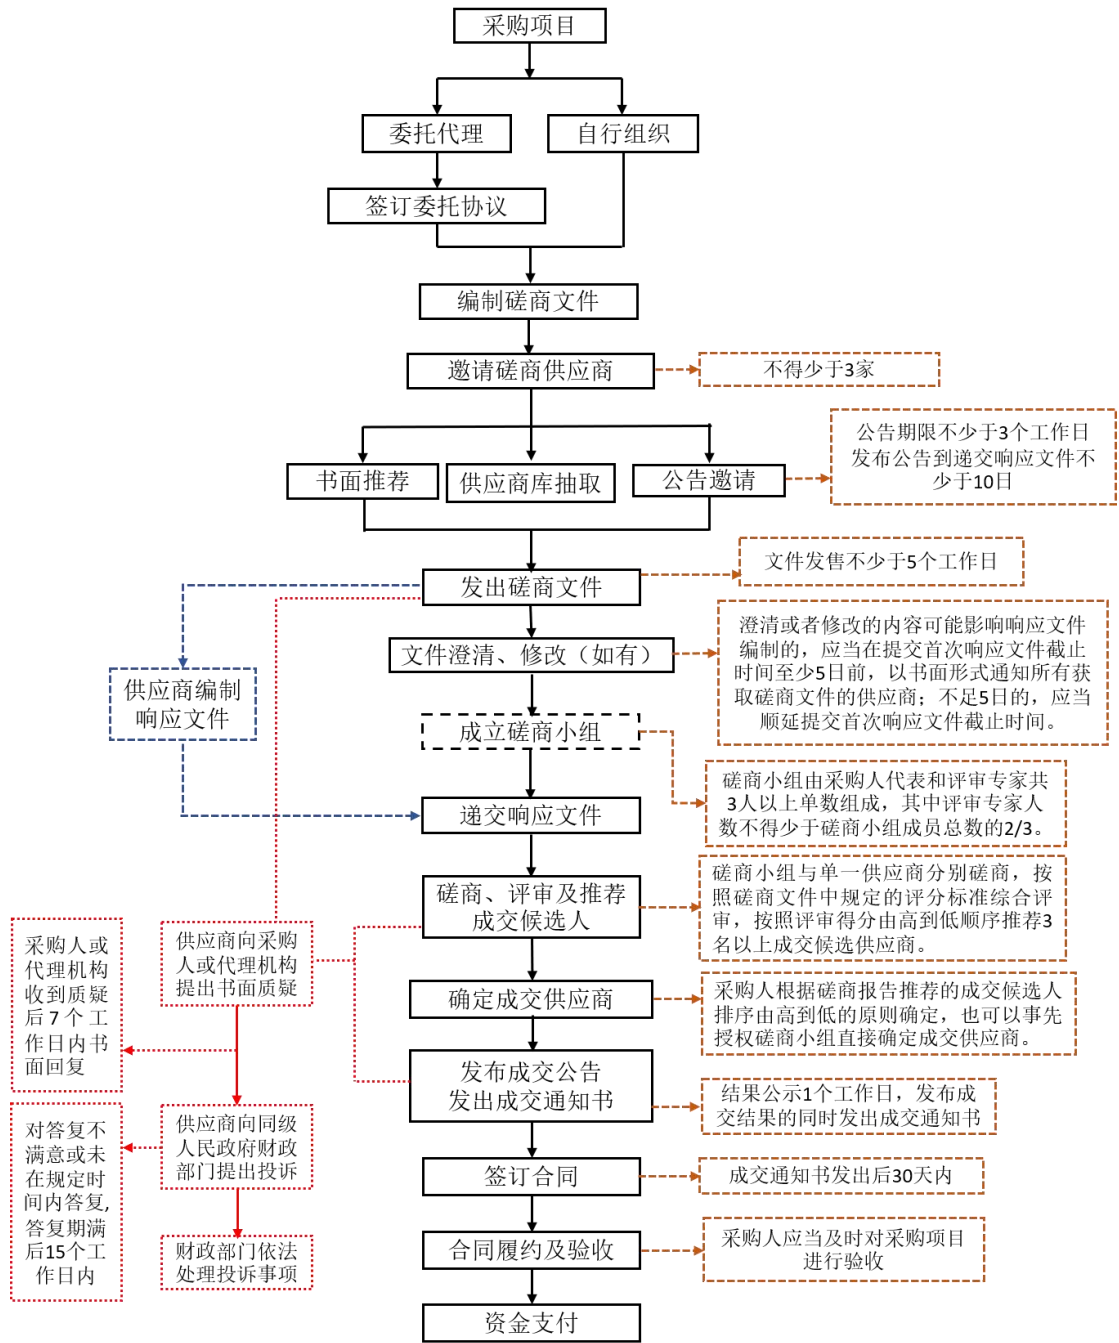 采购项目
委托代理
自行组织
签订委托协议
编制磋商文件
邀请磋商供应商
不得少于3家
公告期限不少于3个工作日
发布公告到递交响应文件不
少于10日
书面推荐
供应商库抽取
公告邀请
发出磋商文件
文件发售不少于5个工作日
文件澄清、修改（如有）
澄清或者修改的内容可能影响响应文件
编制的，应当在提交首次响应文件截止
时间至少5日前，以书面形式通知所有获
取磋商文件的供应商；不足5日的，应当
顺延提交首次响应文件截止时间。
供应商编制
响应文件
成立磋商小组
磋商小组由采购人代表和评审专家共
3人以上单数组成，其中评审专家人
数不得少于磋商小组成员总数的2/3。
递交响应文件
磋商、评审及推荐
成交候选人
磋商小组与单一供应商分别磋商，按
照磋商文件中规定的评分标准综合评
审，按照评审得分由高到低顺序推荐3
名以上成交候选供应商。
采购人或
代理机构
收到质疑
后7个工
作日内书
面回复
供应商向采购
人或代理机构
提出书面质疑
确定成交供应商
采购人根据磋商报告推荐的成交候选人
排序由高到低的原则确定，也可以事先
授权磋商小组直接确定成交供应商。
发布成交公告
发出成交通知书
结果公示1个工作日，发布成
交结果的同时发出成交通知书
对答复不
满意或未
在规定时
间内答复,
答复期满
后15个工
作日内
供应商向同级
人民政府财政
部门提出投诉
签订合同
成交通知书发出后30天内
财政部门依法
处理投诉事项
合同履约及验收
采购人应当及时对采购项目
进行验收
资金支付